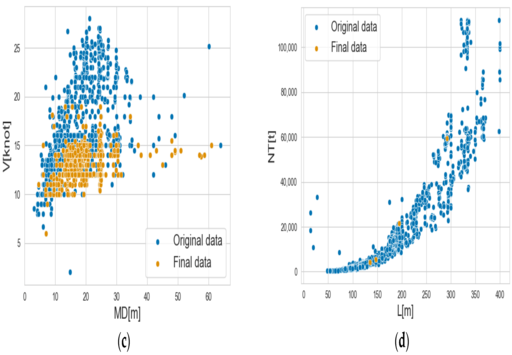 25
20
15
10
5
V[knot]
0 10 20 30 40 50 60
MD[m]
Original data
Final data
(c)
100,000
80,000
60,000
40,000
20,000
0
NT[t]
50 100 150 200 250 300 350 400
L[m]
Original data
Final data
(d)